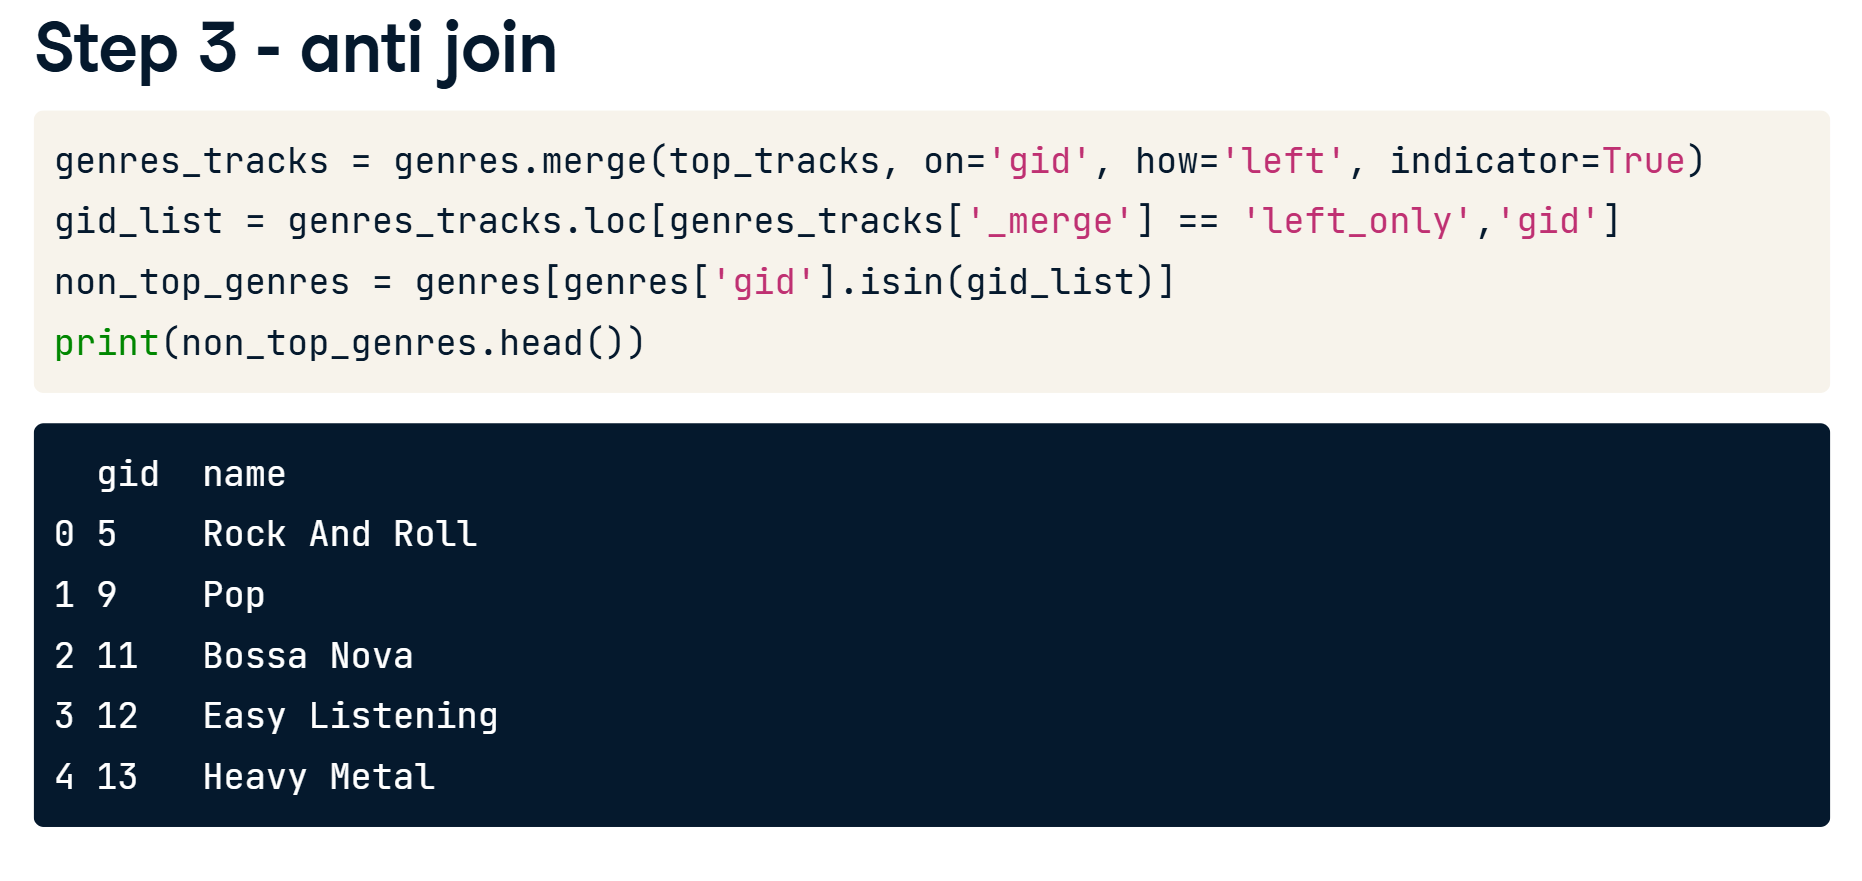 Step 3 - anti join
genres_tracks = genres.merge(top_tracks, on='gid', how='left', indicator=True)
gid_list = genres_tracks.loc[genres_tracks['_merge'] == 'left_only','gid']
non_top_genres = genres[genres['gid'].isin(gid_list)]
print(non_top_genres.head())
  gid  name
0 5    Rock And Roll
1 9    Pop
2 11   Bossa Nova
3 12   Easy Listening
4 13   Heavy Metal